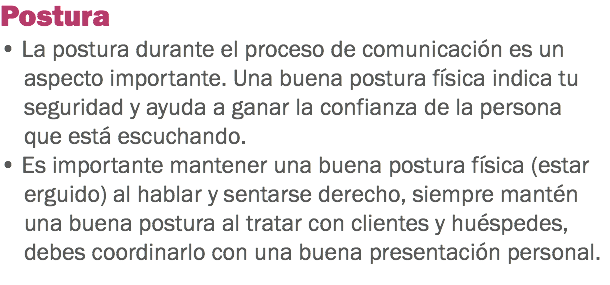 Postura
• La postura durante el proceso de comunicación es un
aspecto importante. Una buena postura física indica tu
seguridad y ayuda a ganar la confianza de la persona
que está escuchando.
• Es importante mantener una buena postura física (estar
erguido) al hablar y sentarse derecho, siempre mantén
una buena postura al tratar con clientes y huéspedes,
debes coordinarlo con una buena presentación personal.